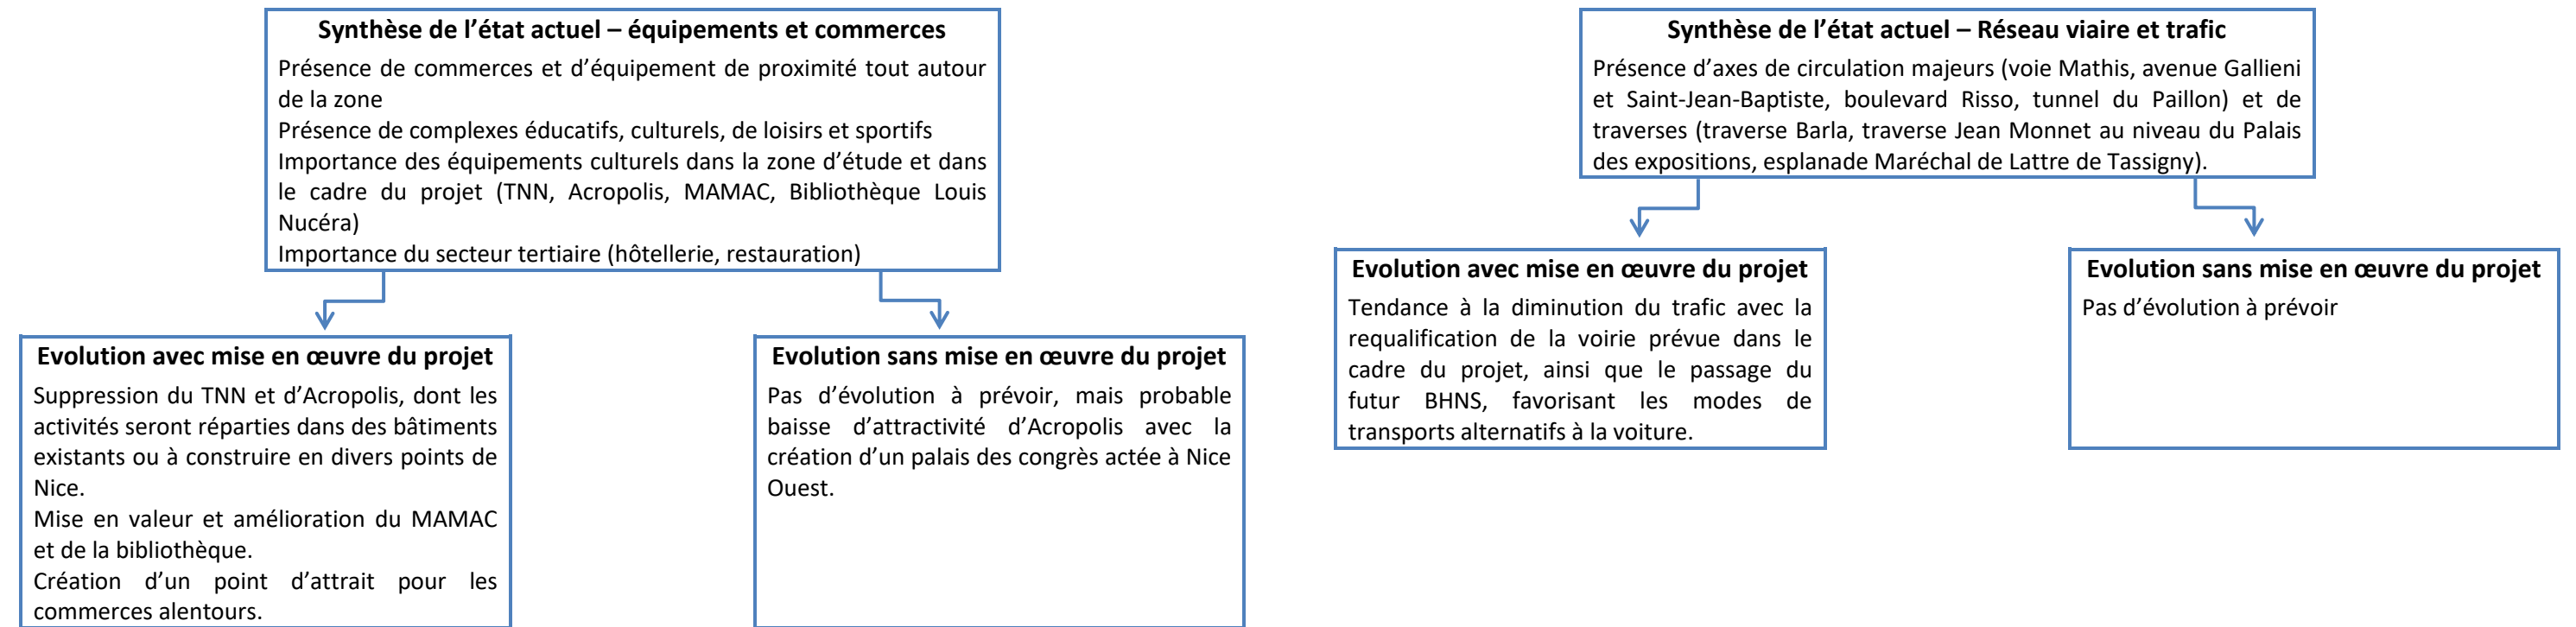 Synthèse de l’état actuel – équipements et commerces
Présence de commerces et d’équipement de proximité tout autour
de la zone
Présence de complexes éducatifs, culturels, de loisirs et sportifs
Importance des équipements culturels dans la zone d’étude et dans
le cadre du projet (TNN, Acropolis, MAMAC, Bibliothèque Louis
Nucéra)
Importance du secteur tertiaire (hôtellerie, restauration)
Evolution avec mise en œuvre du projet
Suppression du TNN et d’Acropolis, dont les
activités seront réparties dans des bâtiments
existants ou à construire en divers points de
Nice.
Mise en valeur et amélioration du MAMAC
et de la bibliothèque.
Création d’un point d’attrait pour les
commerces alentours.
Evolution sans mise en œuvre du projet
Pas d’évolution à prévoir, mais probable
baisse d’attractivité d’Acropolis avec la
création d’un palais des congrès actée à Nice
Ouest.
Synthèse de l’état actuel – Réseau viaire et trafic
Présence d’axes de circulation majeurs (voie Mathis, avenue Gallieni
et Saint-Jean-Baptiste, boulevard Risso, tunnel du Paillon) et de
traverses (traverse Barla, traverse Jean Monnet au niveau du Palais
des expositions, esplanade Maréchal de Lattre de Tassigny).
Evolution avec mise en œuvre du projet
Tendance à la diminution du trafic avec la
requalification de la voirie prévue dans le
cadre du projet, ainsi que le passage du
futur BHNS, favorisant les modes de
transports alternatifs à la voiture.
Evolution sans mise en œuvre du projet
Pas d’évolution à prévoir